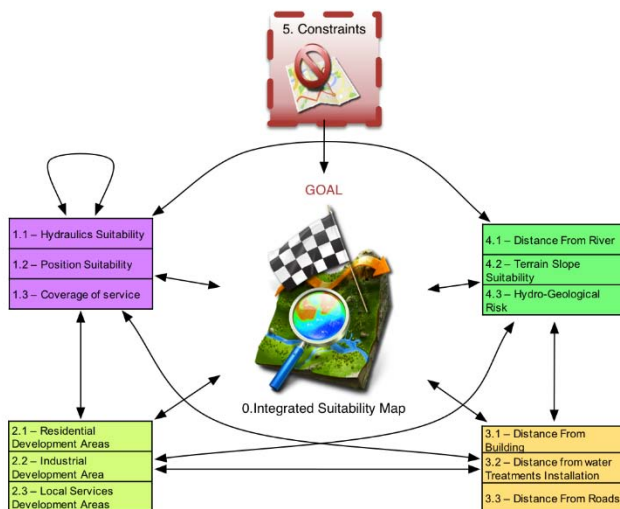 5. Constraints
GOAL
1.1 – Hydraulics Suitability
1.2 – Position Suitability
1.3 – Coverage of service
4.1 – Distance From River
4.2 – Terrain Slope
Suitability
4.3 – Hydro-Geological
Risk
0.Integrated Suitability Map
2.1 – Residential
Development Areas
2.2 – Industrial
Development Area
2.3 – Local Services
Development Areas
3.1 – Distance From
Building
3.2 – Distance from water
Treatments Installation
3.3 – Distance From Roads